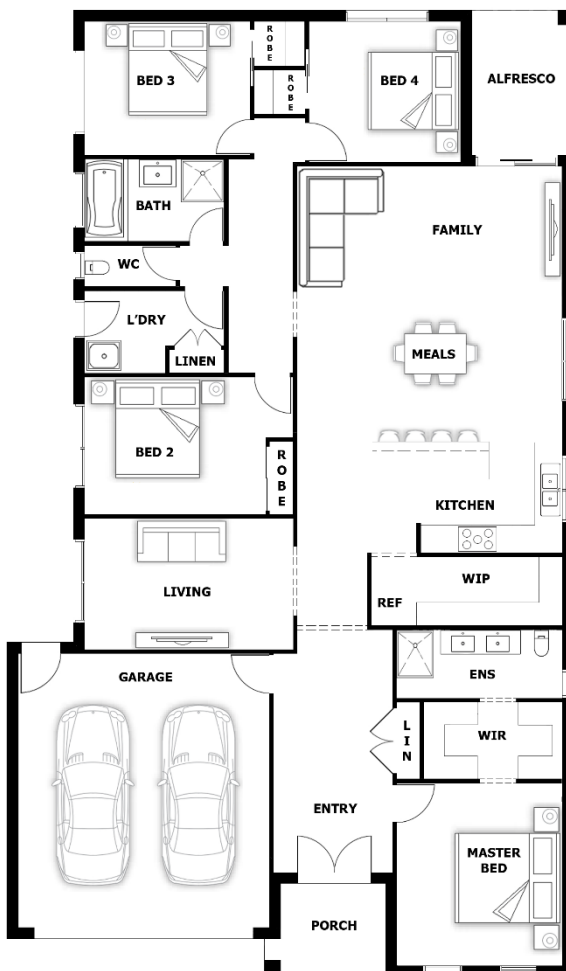 ROBE
BED 3
ROBE
BED 4
ALFRESCO
BATH
FAMILY
WC
L'DRY
LINEN
MEALS
BED 2
ROBE
KITCHEN
LIVING
WIP
REF
GARAGE
ENS
LIN
WIR
ENTRY
MASTER
BED
PORCH